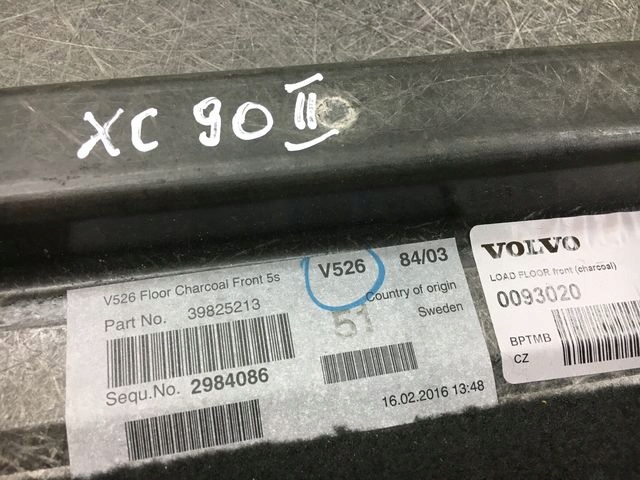 XC 90 II
V526 Floor Charcoal Front 5s
V526
84/03
Part No. 39825213
Country of origin
Sweden
51
Sequ.No. 2984086
16.02.2016 13:48
VOLVO
LOAD FLOOR front (charcoal)
0093020
BPTMB
CZ